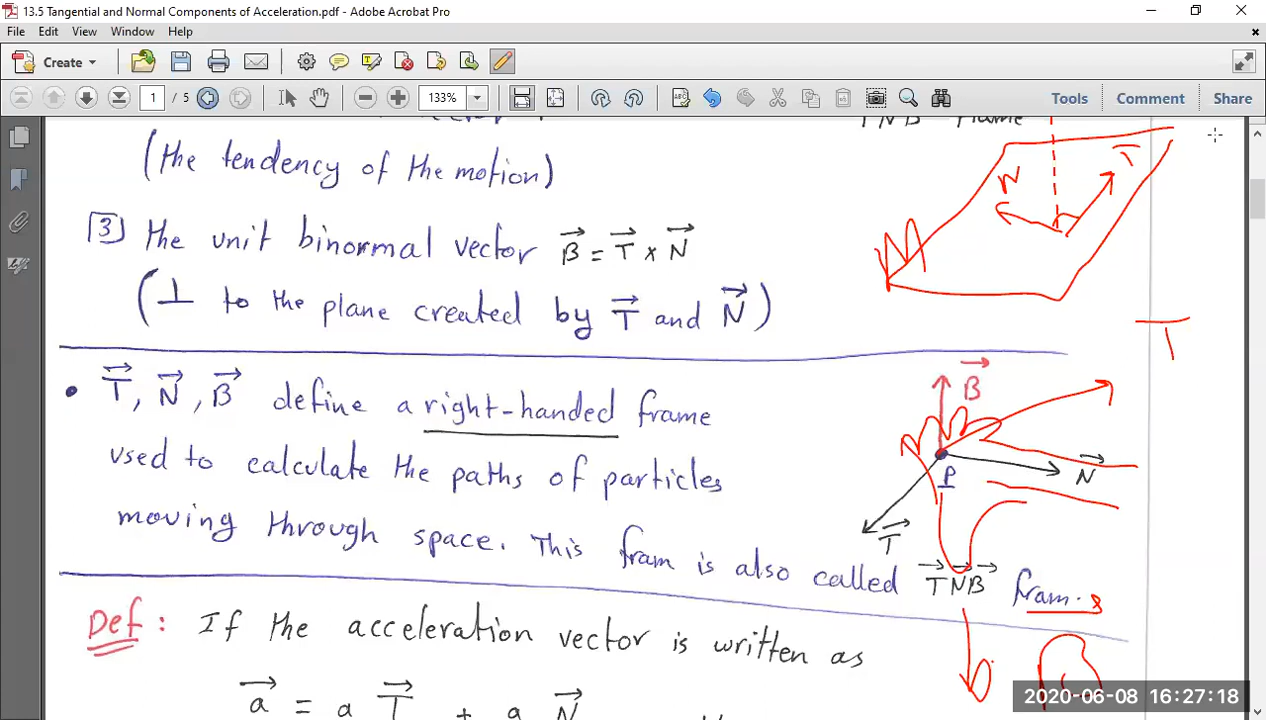 13.5 Tangential and Normal Components of Acceleration.pdf - Adobe Acrobat Pro
File Edit View Window Help
Create
1 / 5 133% Tools Comment Share
TNB frame
(the tendency of the motion)
T
N
3 the unit binormal vector B = T x N
(⊥ to the plane created by T and N)
T
B
• T, N, B define a right-handed frame
used to calculate the paths of particles
P
N
moving through space. This fram is also called TNB fram.s
T
Def: If the acceleration vector is written as
b
B
a = a T + a N
2020-06-08 16:27:18